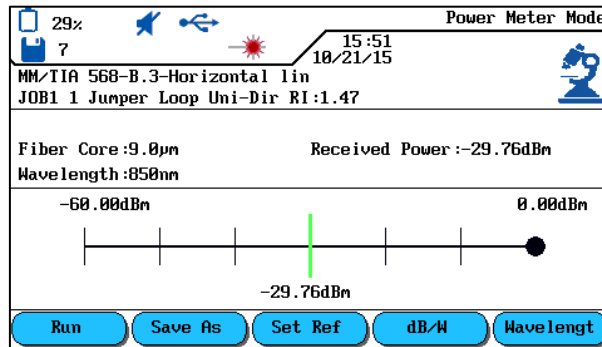 29% Power Meter Mode
7 15:51
10/21/15
MM/TIA 568-B.3-Horizontal lin
JOB1 1 Jumper Loop Uni-Dir RI:1.47
Fiber Core:9.0µm Received Power:-29.76dBm
Wavelength:850nm
-60.00dBm 0.00dBm
-29.76dBm
Run Save As Set Ref dB/W Wavelengt